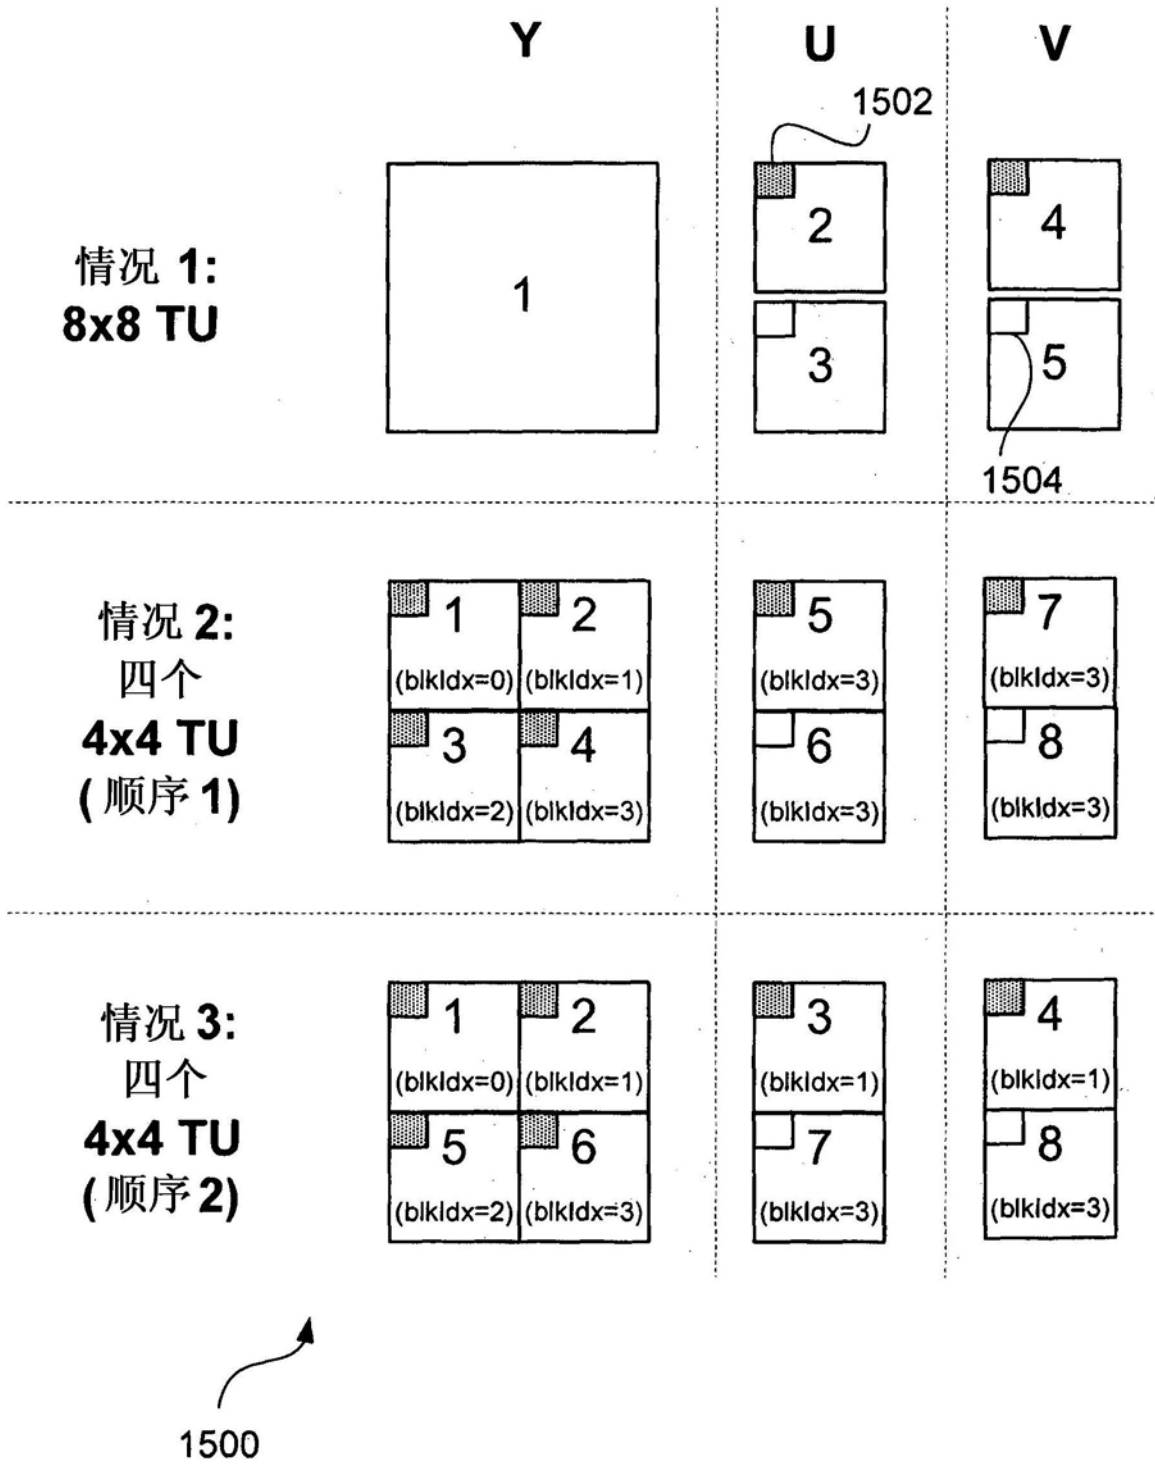 Y U V
1502
情况 1:
8x8 TU
1
2
4
3
5
1504
情况 2:
四个
4x4 TU
(顺序1)
1 2 5 7
(blkIdx=0) (blkIdx=1) (blkIdx=3) (blkIdx=3)
3 4 6 8
(blkIdx=2) (blkIdx=3) (blkIdx=3) (blkIdx=3)
情况 3:
四个
4x4 TU
(顺序2)
1 2 3 4
(blkIdx=0) (blkIdx=1) (blkIdx=1) (blkIdx=1)
5 6 7 8
(blkIdx=2) (blkIdx=3) (blkIdx=3) (blkIdx=3)
1500